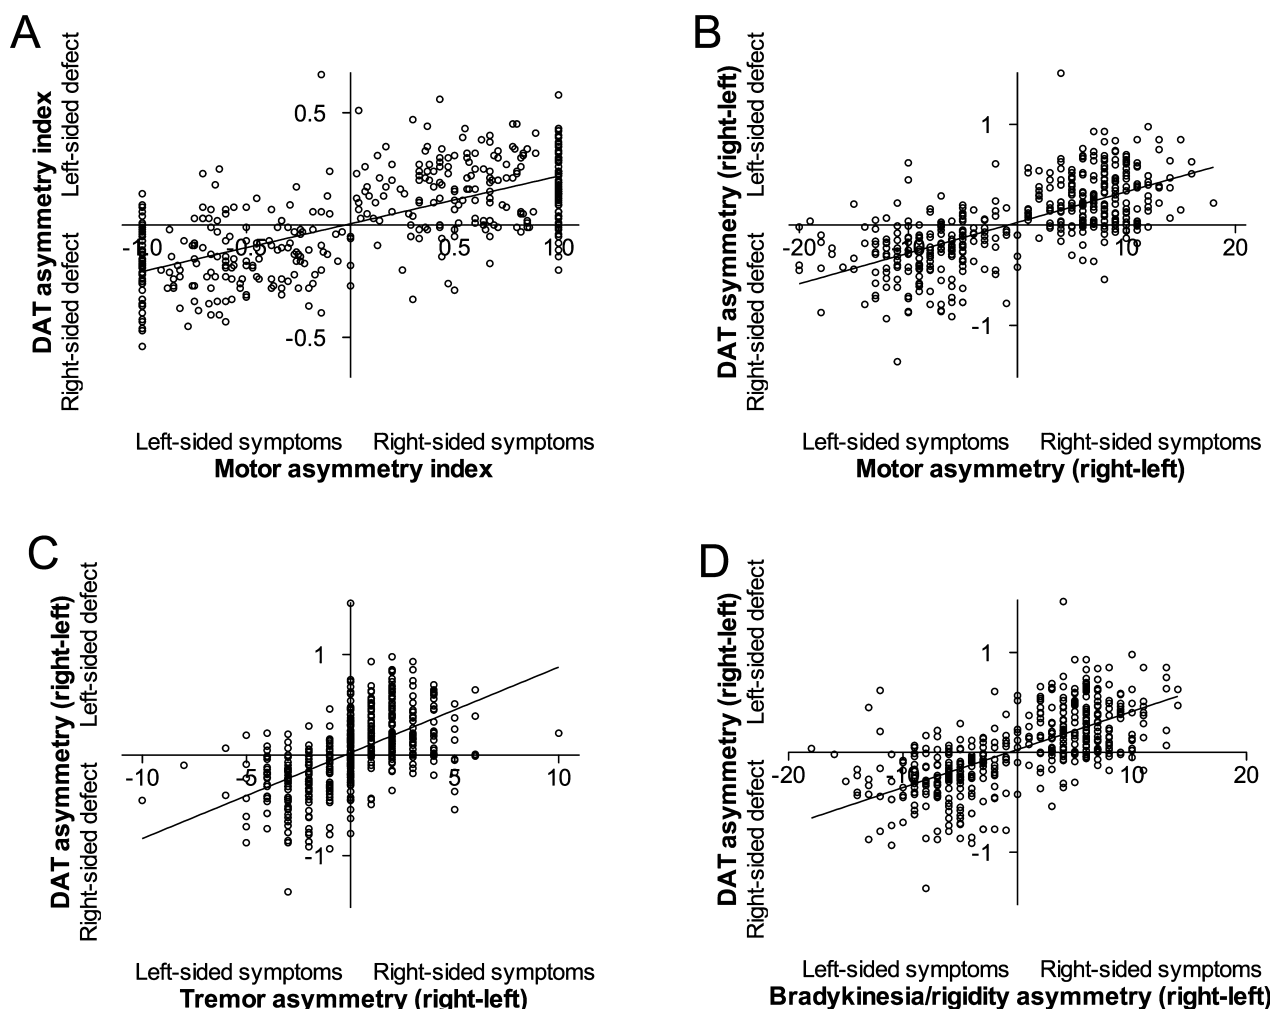 A
DAT asymmetry index
Right-sided defect Left-sided defect
0.5
-0.5
-1.0 -0.5 0.5 1.0
Left-sided symptoms Right-sided symptoms
Motor asymmetry index
B
DAT asymmetry (right-left)
Right-sided defect Left-sided defect
1
-1
-20 10 20
Left-sided symptoms Right-sided symptoms
Motor asymmetry (right-left)
C
DAT asymmetry (right-left)
Right-sided defect Left-sided defect
1
-1
-10 -5 5 10
Left-sided symptoms Right-sided symptoms
Tremor asymmetry (right-left)
D
DAT asymmetry (right-left)
Right-sided defect Left-sided defect
1
-1
-20 -10 10 20
Left-sided symptoms Right-sided symptoms
Bradykinesia/rigidity asymmetry (right-left)